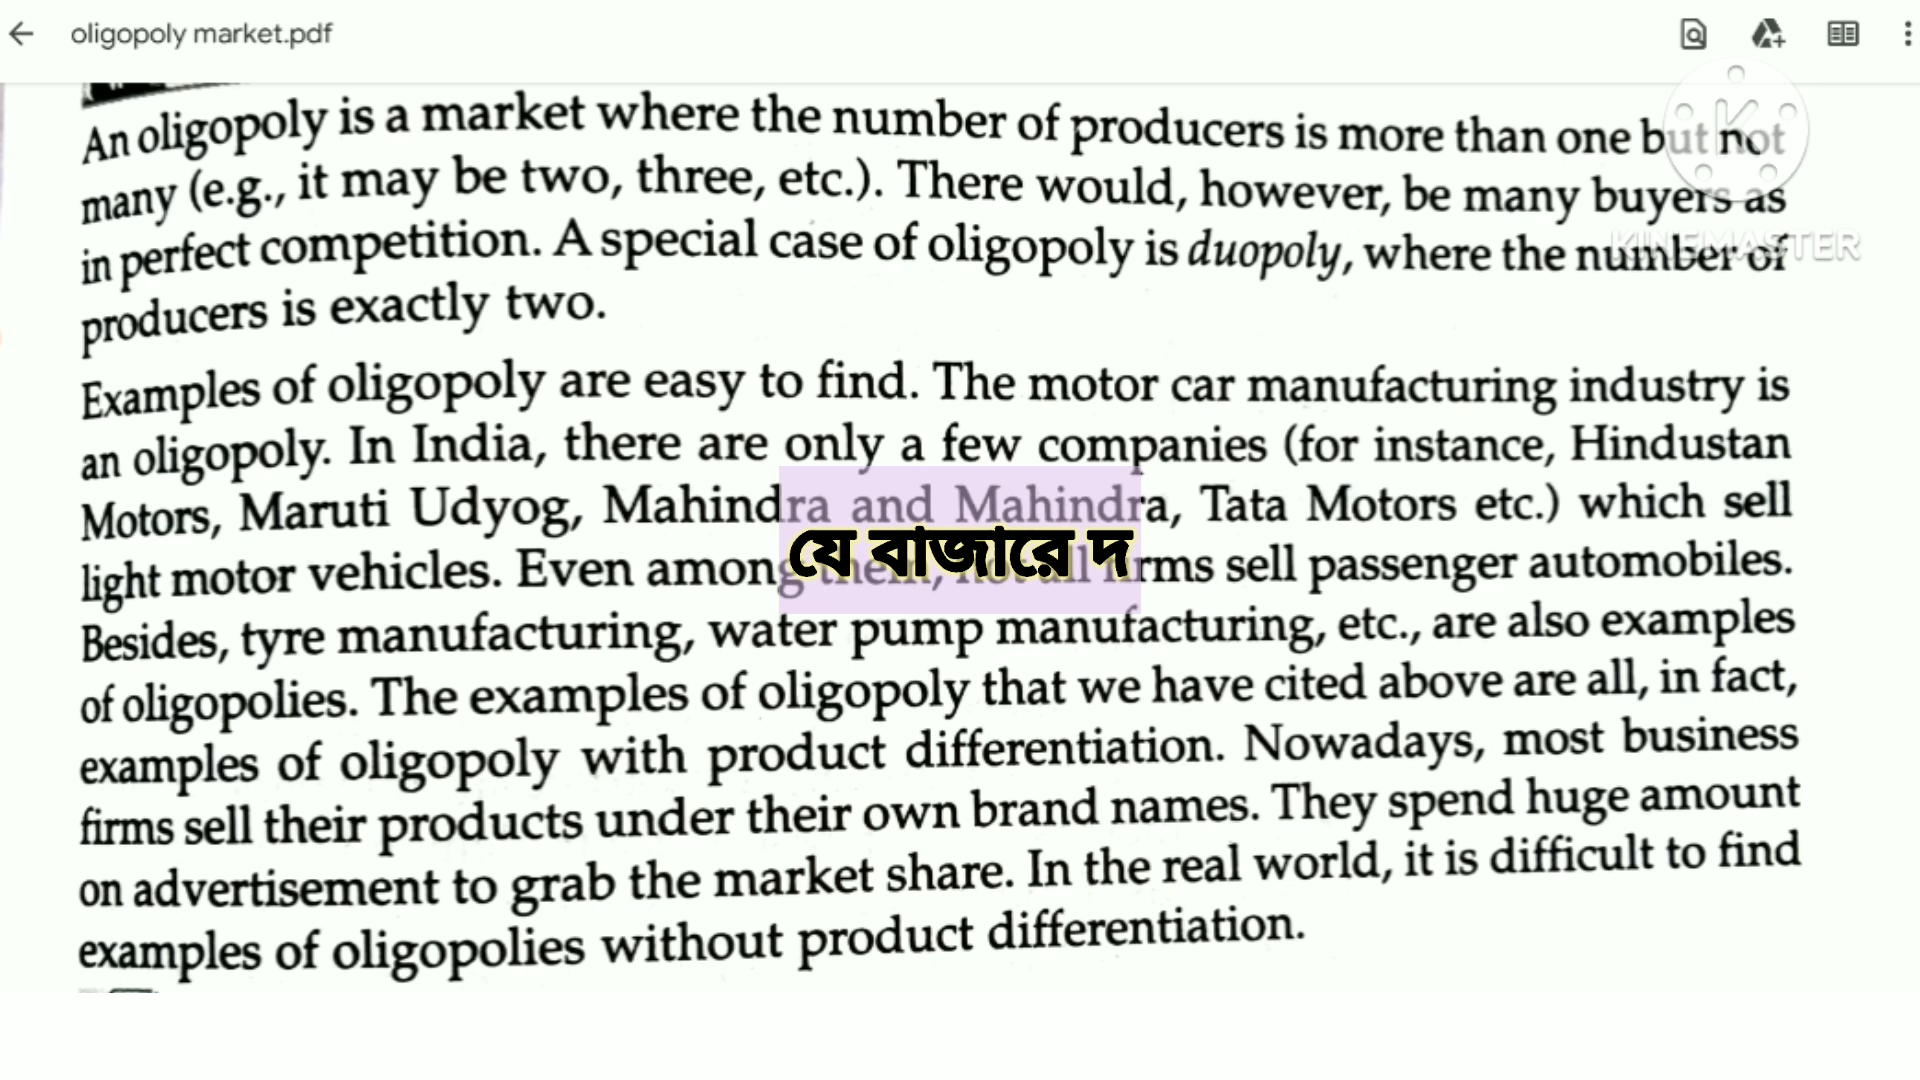 oligopoly market.pdf
An oligopoly is a market where the number of producers is more than one but not
many (e.g., it may be two, three, etc.). There would, however, be many buyers as
in perfect competition. A special case of oligopoly is duopoly, where the number of
producers is exactly two.
Examples of oligopoly are easy to find. The motor car manufacturing industry is
an oligopoly. In India, there are only a few companies (for instance, Hindustan
Motors, Maruti Udyog, Mahindra and Mahindra, Tata Motors etc.) which sell
light motor vehicles. Even among them, not all firms sell passenger automobiles.
যে বাজারে দ
Besides, tyre manufacturing, water pump manufacturing, etc., are also examples
of oligopolies. The examples of oligopoly that we have cited above are all, in fact,
examples of oligopoly with product differentiation. Nowadays, most business
firms sell their products under their own brand names. They spend huge amount
on advertisement to grab the market share. In the real world, it is difficult to find
examples of oligopolies without product differentiation.
K
KINEMASTER